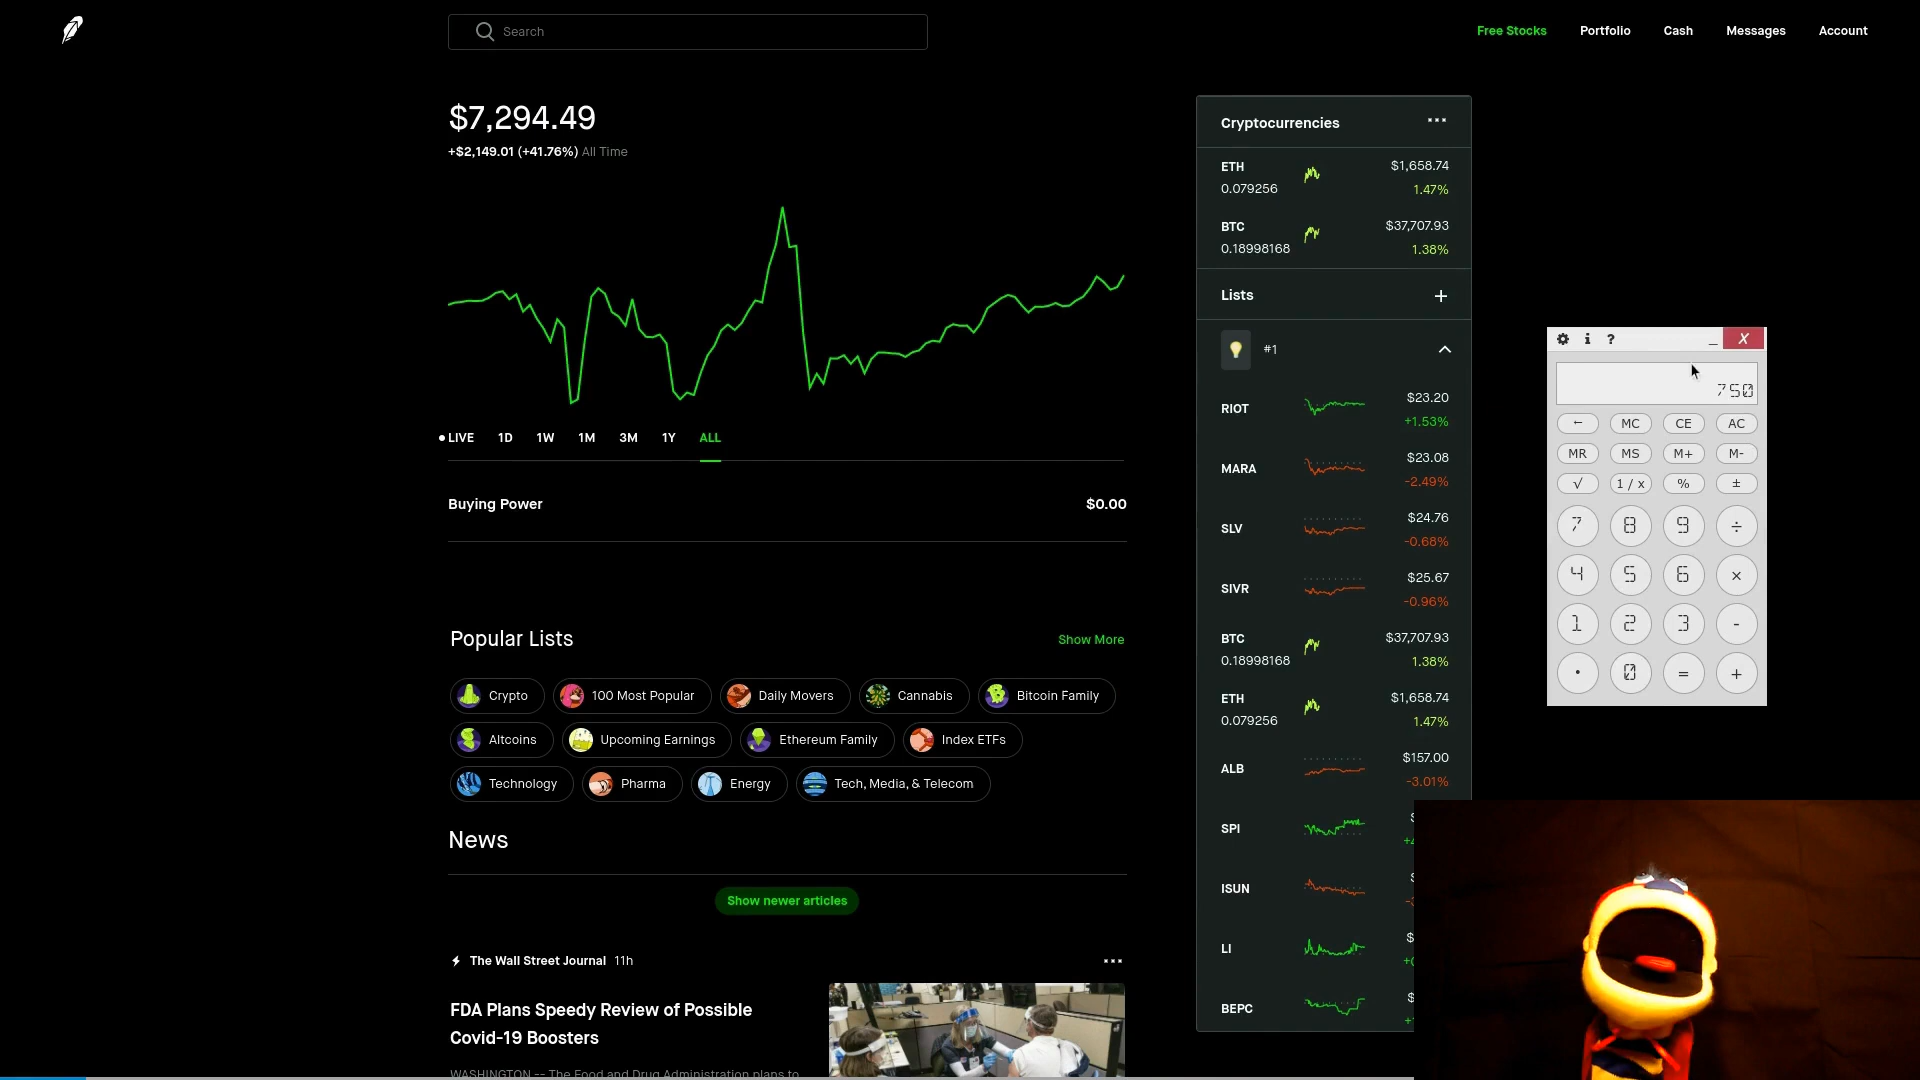 Search
Free Stocks
Portfolio
Cash
Messages
Account
$7,294.49
+$2,149.01 (+41.76%) All Time
LIVE
1D
1W
1M
3M
1Y
ALL
Buying Power
$0.00
Popular Lists
Show More
Crypto
100 Most Popular
Daily Movers
Cannabis
Bitcoin Family
Altcoins
Upcoming Earnings
Ethereum Family
Index ETFs
Technology
Pharma
Energy
Tech, Media, & Telecom
News
Show newer articles
The Wall Street Journal 11h
FDA Plans Speedy Review of Possible
Covid-19 Boosters
WASHINGTON -- The Food and Drug Administration plans to
Cryptocurrencies
ETH
$1,658.74
0.079256
1.47%
BTC
$37,707.93
0.18998168
1.38%
Lists
+
#1
RIOT
$23.20
+1.53%
MARA
$23.08
-2.49%
SLV
$24.76
-0.68%
SIVR
$25.67
-0.96%
BTC
$37,707.93
0.18998168
1.38%
ETH
$1,658.74
0.079256
1.47%
ALB
$157.00
-3.01%
SPI
ISUN
LI
BEPC
i
?
_
X
750
← MC CE AC
MR MS M+ M-
√ 1 / x % ±
7 8 9 ÷
4 5 6 ×
1 2 3 -
. 0 = +